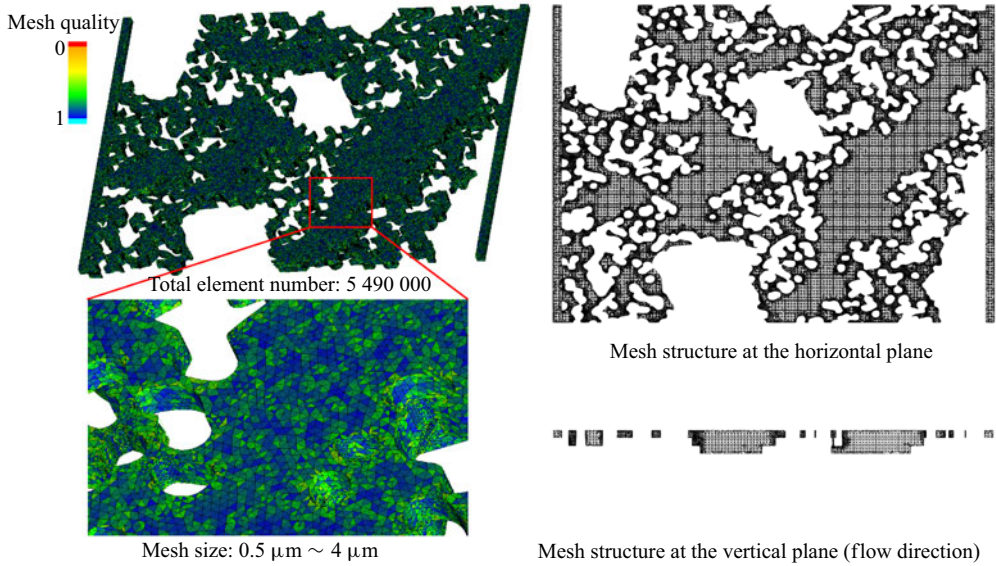 Mesh quality
0
1
Total element number: 5 490 000
Mesh size: 0.5 μm ∼ 4 μm
Mesh structure at the horizontal plane
Mesh structure at the vertical plane (flow direction)